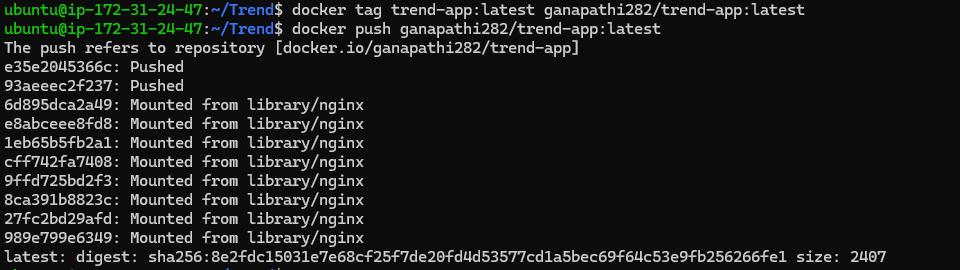 ubuntu@ip-172-31-24-47:~/Trend$ docker tag trend-app:latest ganapathi282/trend-app:latest
ubuntu@ip-172-31-24-47:~/Trend$ docker push ganapathi282/trend-app:latest
The push refers to repository [docker.io/ganapathi282/trend-app]
e35e2045366c: Pushed
93aeeec2f237: Pushed
6d895dca2a49: Mounted from library/nginx
e8abceee8fd8: Mounted from library/nginx
1eb65b5fb2a1: Mounted from library/nginx
cff742fa7408: Mounted from library/nginx
9ffd725bd2f3: Mounted from library/nginx
8ca391b8823c: Mounted from library/nginx
27fc2bd29afd: Mounted from library/nginx
989e799e6349: Mounted from library/nginx
latest: digest: sha256:8e2fdc15031e7e68cf25f7de20fd4d53577cd1a5bec69f64c53e9fb256266fe1 size: 2407